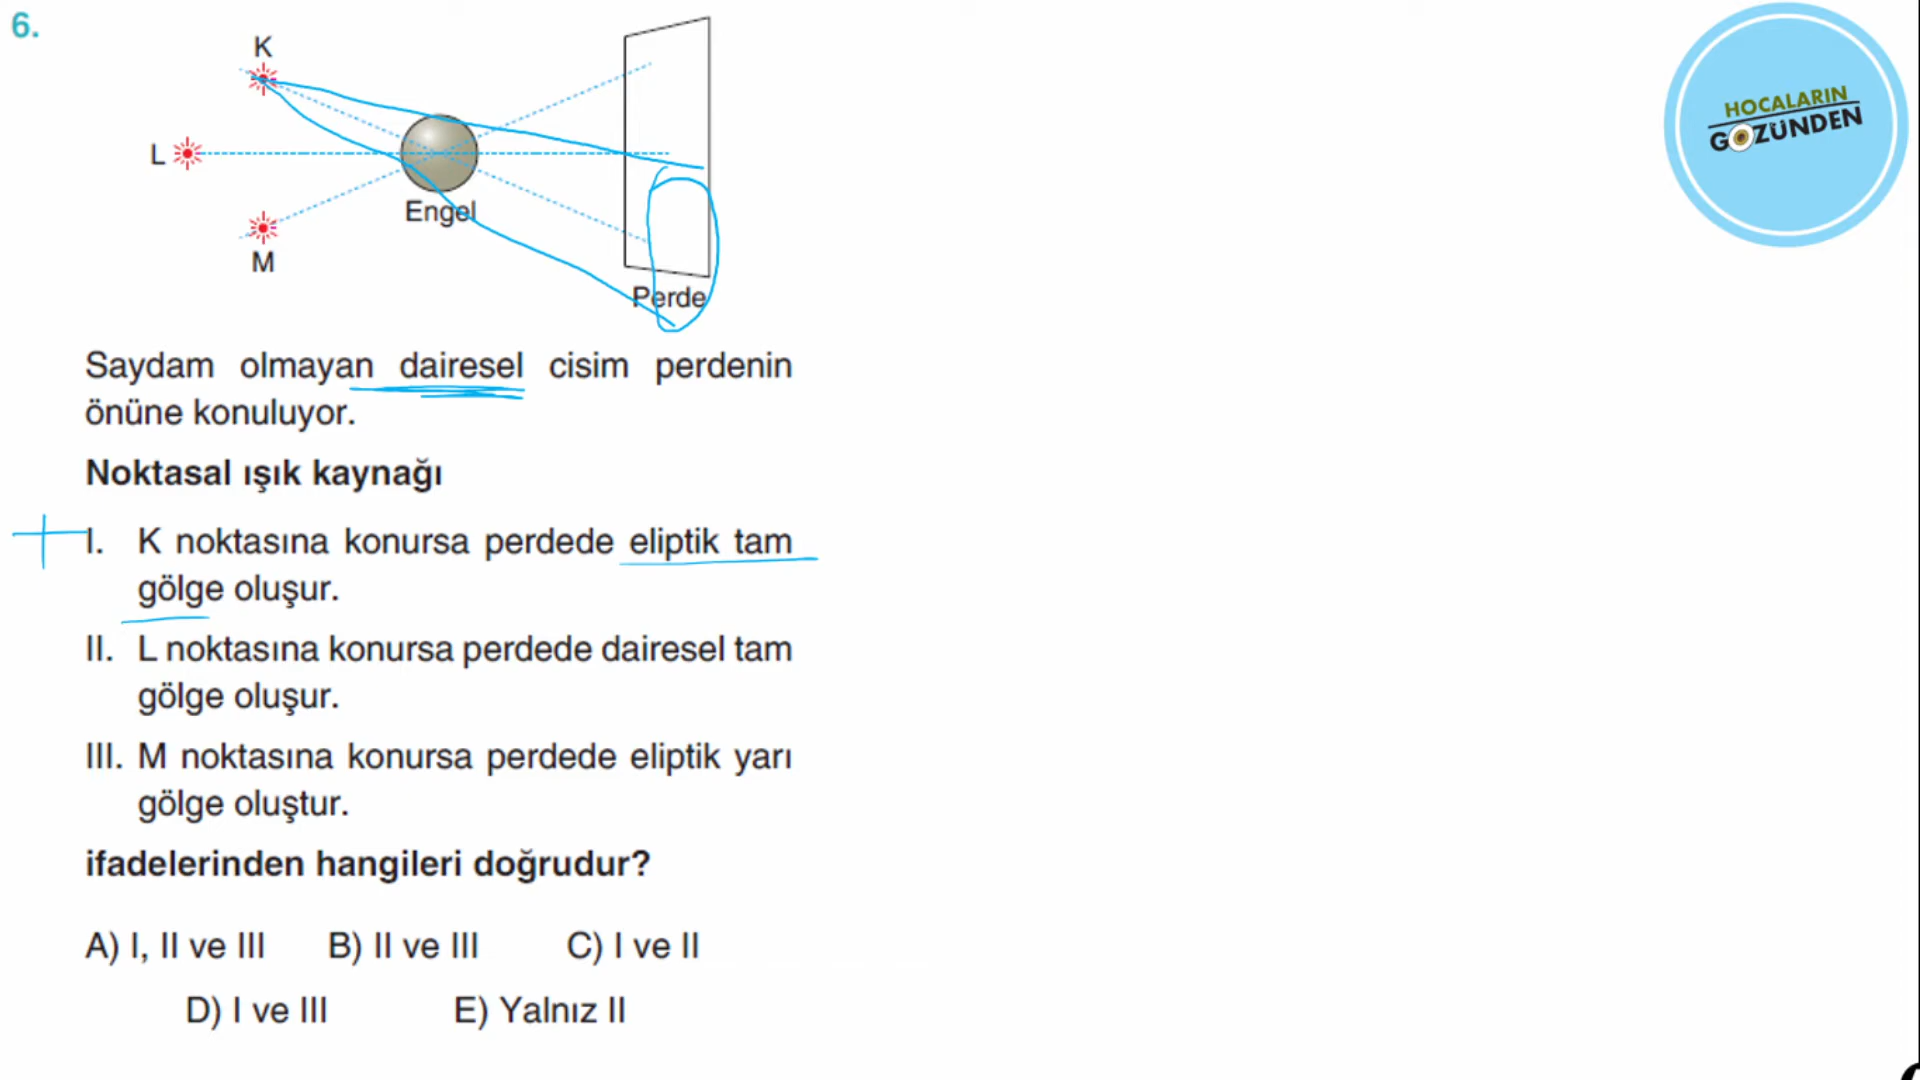 6.
K
L
M
Engel
Perde
HOCALARIN
GÖZÜNDEN
Saydam olmayan dairesel cisim perdenin
önüne konuluyor.
Noktasal ışık kaynağı
I. K noktasına konursa perdede eliptik tam
gölge oluşur.
II. L noktasına konursa perdede dairesel tam
gölge oluşur.
III. M noktasına konursa perdede eliptik yarı
gölge oluştur.
ifadelerinden hangileri doğrudur?
A) I, II ve III B) II ve III C) I ve II
D) I ve III E) Yalnız II